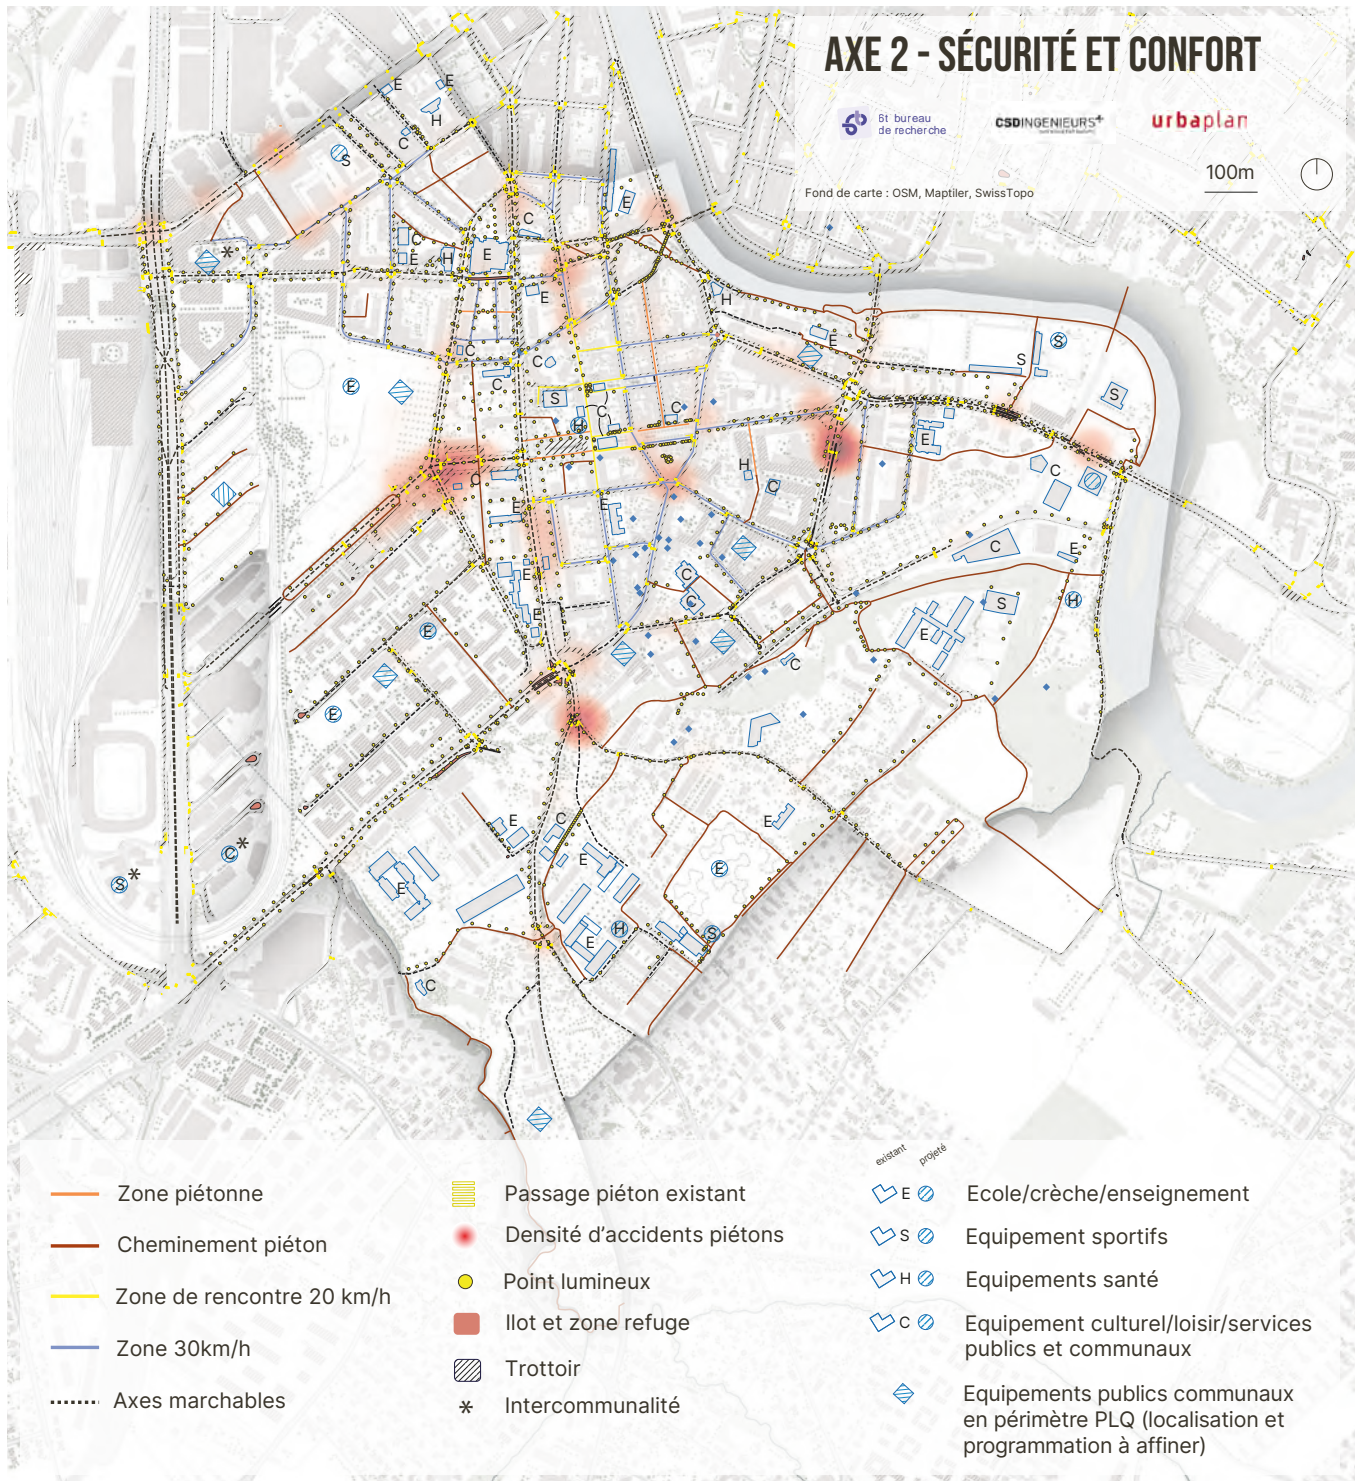 AXE 2 - SÉCURITÉ ET CONFORT
6t bureau
de recherche
CSDINGENIEURS+
urbaplan
100m
Fond de carte : OSM, Maptiler, SwissTopo
Zone piétonne
Cheminement piéton
Zone de rencontre 20 km/h
Zone 30km/h
Axes marchables
Passage piéton existant
Densité d'accidents piétons
Point lumineux
Ilot et zone refuge
Trottoir
* Intercommunalité
existant projeté
E Ecole/crèche/enseignement
S Equipement sportifs
H Equipements santé
C Equipement culturel/loisir/services
publics et communaux
Equipements publics communaux
en périmètre PLQ (localisation et
programmation à affiner)